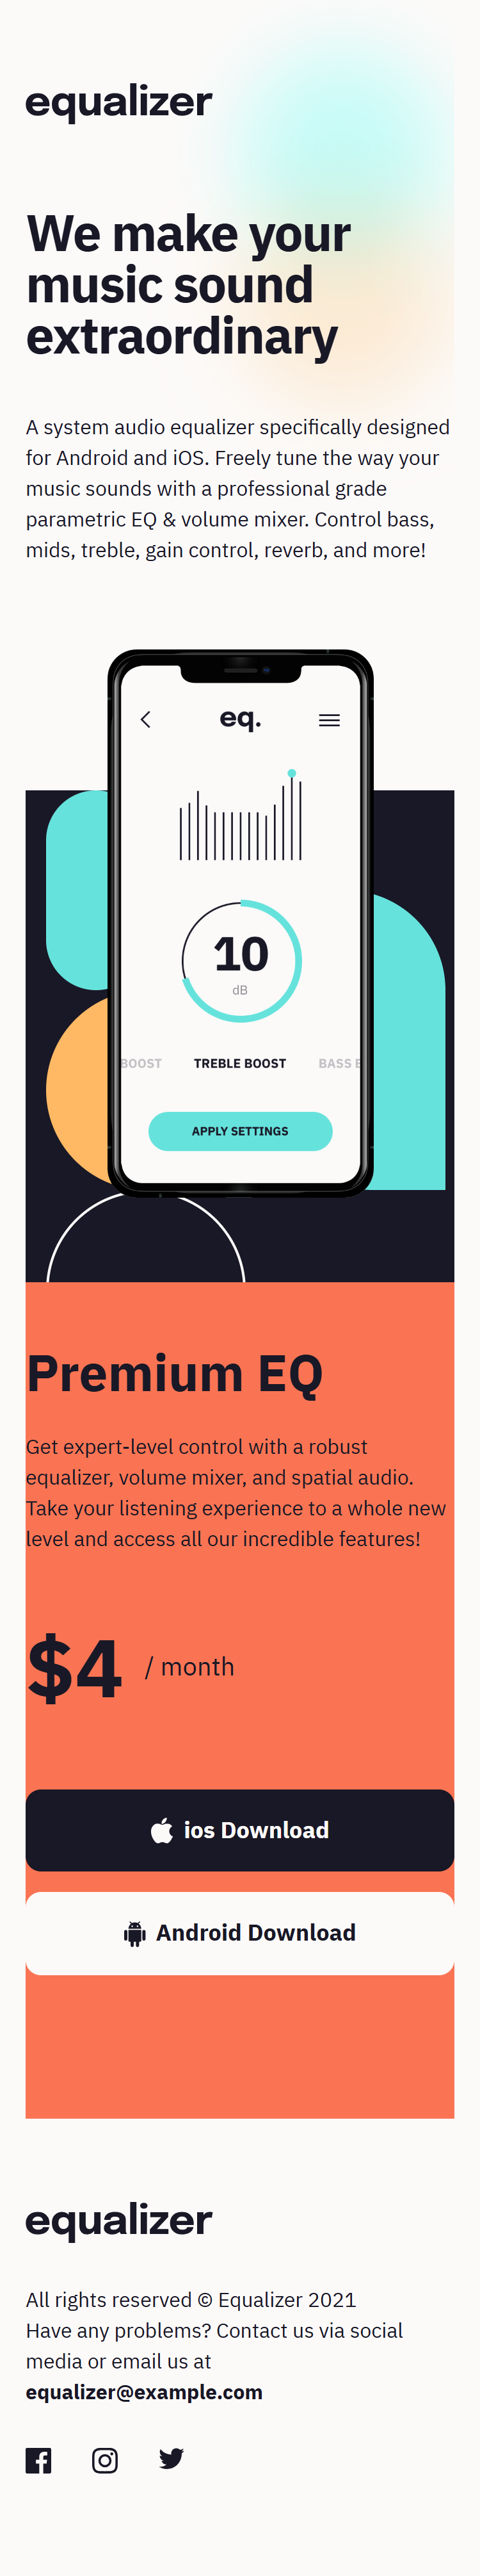 equalizer
We make your
music sound
extraordinary
A system audio equalizer specifically designed
for Android and iOS. Freely tune the way your
music sounds with a professional grade
parametric EQ & volume mixer. Control bass,
mids, treble, gain control, reverb, and more!
eq.
10
dB
BOOST TREBLE BOOST BASS
APPLY SETTINGS
Premium EQ
Get expert-level control with a robust
equalizer, volume mixer, and spatial audio.
Take your listening experience to a whole new
level and access all our incredible features!
$4 / month
ios Download
Android Download
equalizer
All rights reserved © Equalizer 2021
Have any problems? Contact us via social
media or email us at
equalizer@example.com